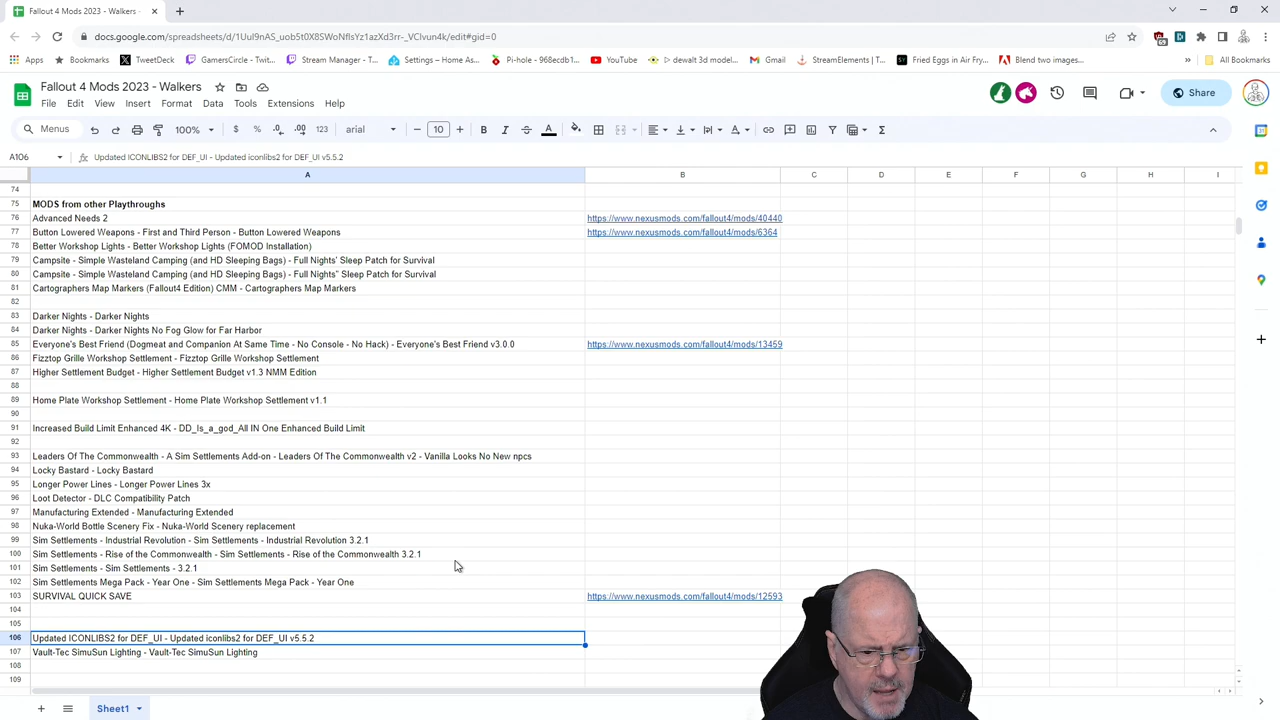 Fallout 4 Mods 2023 - Walkers -
docs.google.com/spreadsheets/d/1Uul9nAS_uob5t0X8SWoNflsYz1azXd3rr-_VClvun4k/edit#gid=0
Apps Bookmarks TweetDeck GamersCircle - Twit... Stream Manager - T... Settings – Home As... Pi-hole - 968ecdb1... YouTube dewalt 3d model... Gmail StreamElements | T... Fried Eggs in Air Fry... Blend two images... » All Bookmarks
Fallout 4 Mods 2023 - Walkers
File Edit View Insert Format Data Tools Extensions Help
Share
Menus 100% $ % .0 .00 123 arial 10 B I A
A106 Updated ICONLIBS2 for DEF_UI - Updated iconlibs2 for DEF_UI v5.5.2
A B C D E F G H I
74
75 MODS from other Playthroughs
76 Advanced Needs 2 https://www.nexusmods.com/fallout4/mods/40440
77 Button Lowered Weapons - First and Third Person - Button Lowered Weapons https://www.nexusmods.com/fallout4/mods/6364
78 Better Workshop Lights - Better Workshop Lights (FOMOD Installation)
79 Campsite - Simple Wasteland Camping (and HD Sleeping Bags) - Full Nights' Sleep Patch for Survival
80 Campsite - Simple Wasteland Camping (and HD Sleeping Bags) - Full Nights" Sleep Patch for Survival
81 Cartographers Map Markers (Fallout4 Edition) CMM - Cartographers Map Markers
82
83 Darker Nights - Darker Nights
84 Darker Nights - Darker Nights No Fog Glow for Far Harbor
85 Everyone's Best Friend (Dogmeat and Companion At Same Time - No Console - No Hack) - Everyone's Best Friend v3.0.0 https://www.nexusmods.com/fallout4/mods/13459
86 Fizztop Grille Workshop Settlement - Fizztop Grille Workshop Settlement
87 Higher Settlement Budget - Higher Settlement Budget v1.3 NMM Edition
88
89 Home Plate Workshop Settlement - Home Plate Workshop Settlement v1.1
90
91 Increased Build Limit Enhanced 4K - DD_Is_a_god_All IN One Enhanced Build Limit
92
93 Leaders Of The Commonwealth - A Sim Settlements Add-on - Leaders Of The Commonwealth v2 - Vanilla Looks No New npcs
94 Locky Bastard - Locky Bastard
95 Longer Power Lines - Longer Power Lines 3x
96 Loot Detector - DLC Compatibility Patch
97 Manufacturing Extended - Manufacturing Extended
98 Nuka-World Bottle Scenery Fix - Nuka-World Scenery replacement
99 Sim Settlements - Industrial Revolution - Sim Settlements - Industrial Revolution 3.2.1
100 Sim Settlements - Rise of the Commonwealth - Sim Settlements - Rise of the Commonwealth 3.2.1
101 Sim Settlements - Sim Settlements - 3.2.1
102 Sim Settlements Mega Pack - Year One - Sim Settlements Mega Pack - Year One
103 SURVIVAL QUICK SAVE https://www.nexusmods.com/fallout4/mods/12593
104
105
106 Updated ICONLIBS2 for DEF_UI - Updated iconlibs2 for DEF_UI v5.5.2
107 Vault-Tec SimuSun Lighting - Vault-Tec SimuSun Lighting
108
109
Sheet1